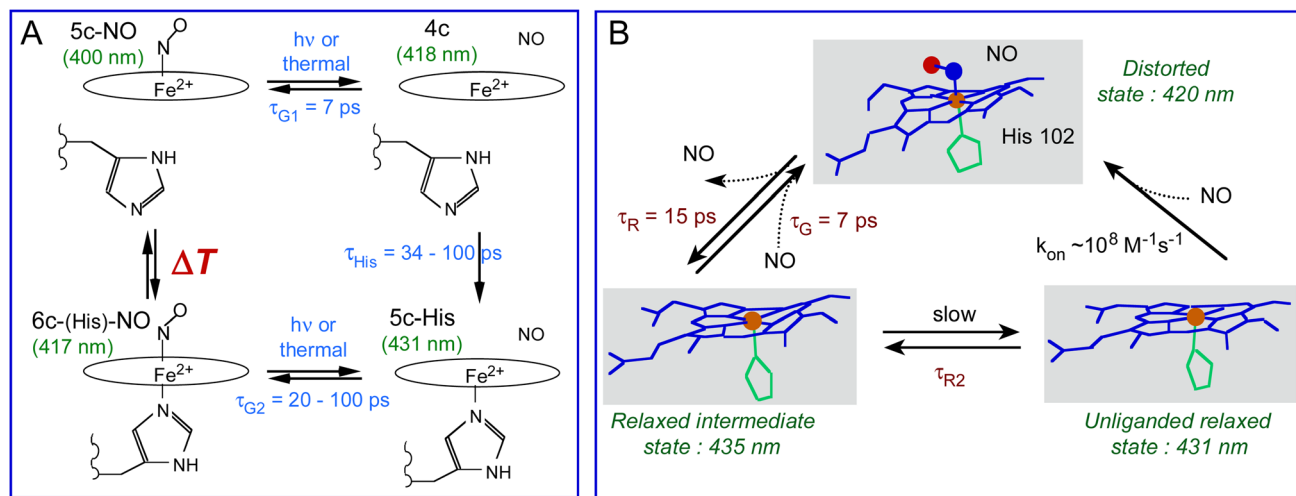 A
5c-NO
(400 nm)
O
N
Fe²⁺
hν or
thermal
τG1 = 7 ps
4c
(418 nm)
NO
Fe²⁺
NH
N
NH
N
ΔT
τHis = 34 - 100 ps
6c-(His)-NO
(417 nm)
O
N
Fe²⁺
N
NH
hν or
thermal
τG2 = 20 - 100 ps
5c-His
(431 nm)
NO
Fe²⁺
N
NH
B
NO
His 102
Distorted
state : 420 nm
NO
τR = 15 ps
τG = 7 ps
NO
NO
kon ~10⁸ M⁻¹s⁻¹
slow
τR2
Relaxed intermediate
state : 435 nm
Unliganded relaxed
state : 431 nm